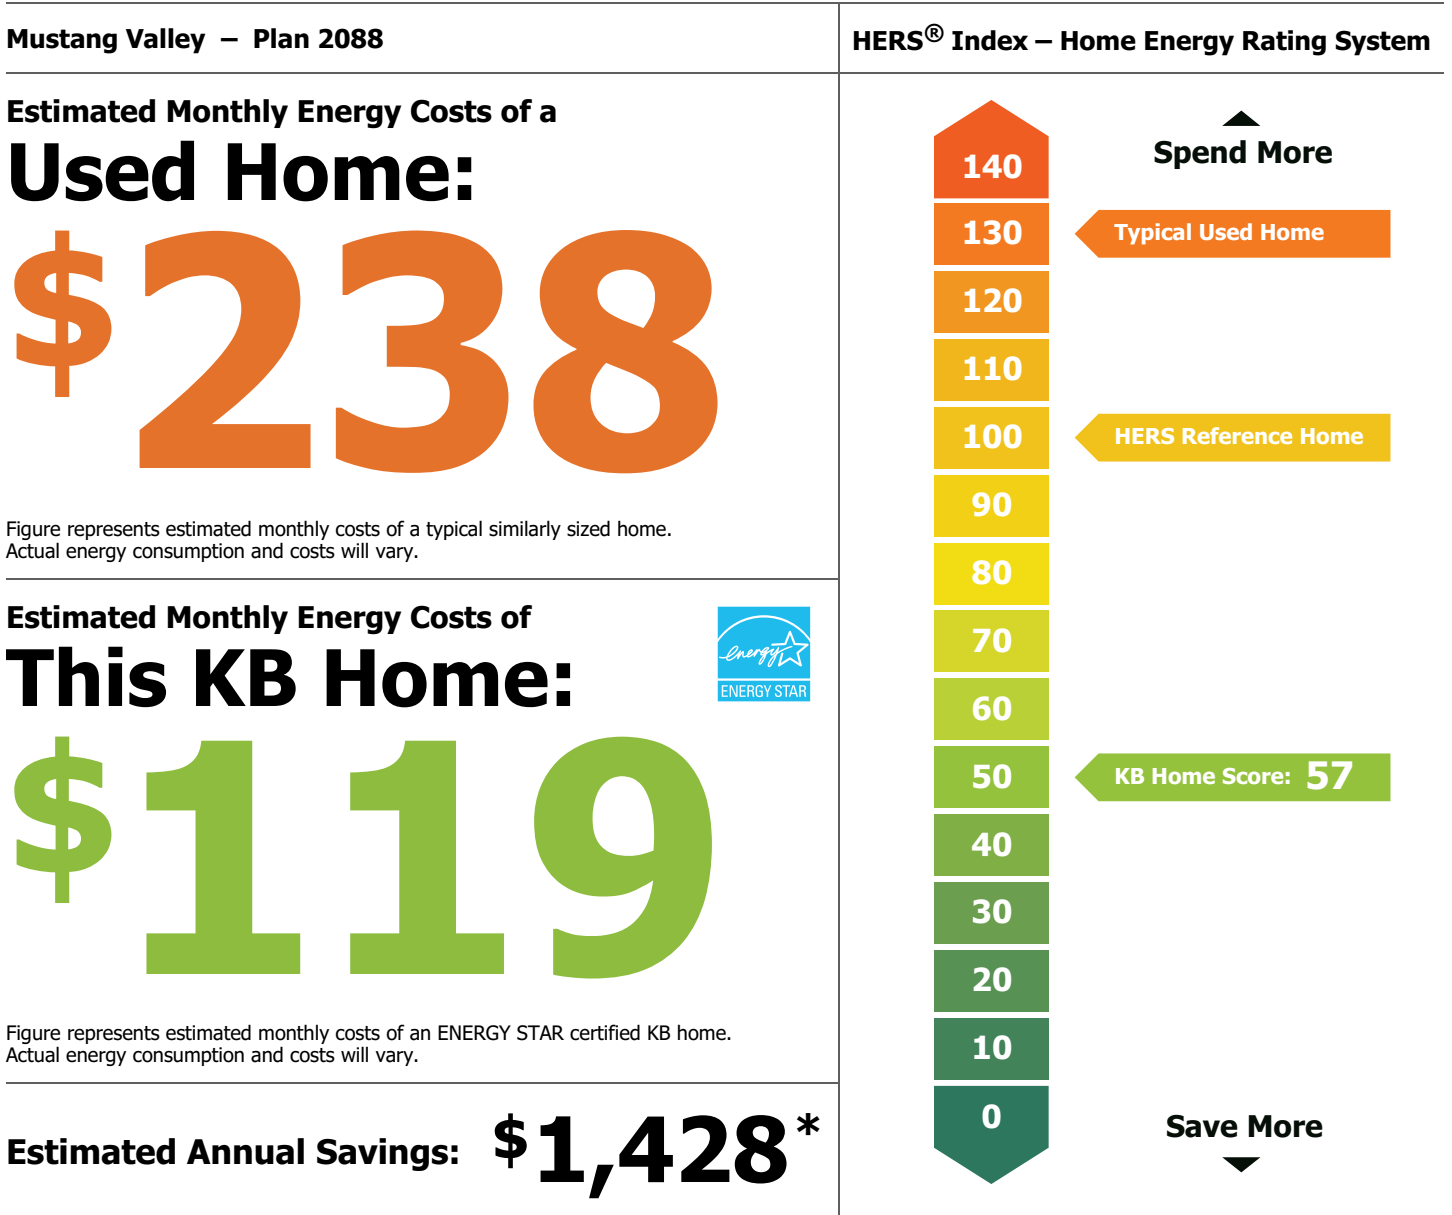 Mustang Valley – Plan 2088
Estimated Monthly Energy Costs of a
Used Home:
$238
Figure represents estimated monthly costs of a typical similarly sized home.
Actual energy consumption and costs will vary.
Estimated Monthly Energy Costs of
This KB Home:
energy
ENERGY STAR
$119
Figure represents estimated monthly costs of an ENERGY STAR certified KB home.
Actual energy consumption and costs will vary.
Estimated Annual Savings: $1,428*
HERS® Index – Home Energy Rating System
Spend More
140
130
Typical Used Home
120
110
100
HERS Reference Home
90
80
70
60
50
KB Home Score: 57
40
30
20
10
0
Save More